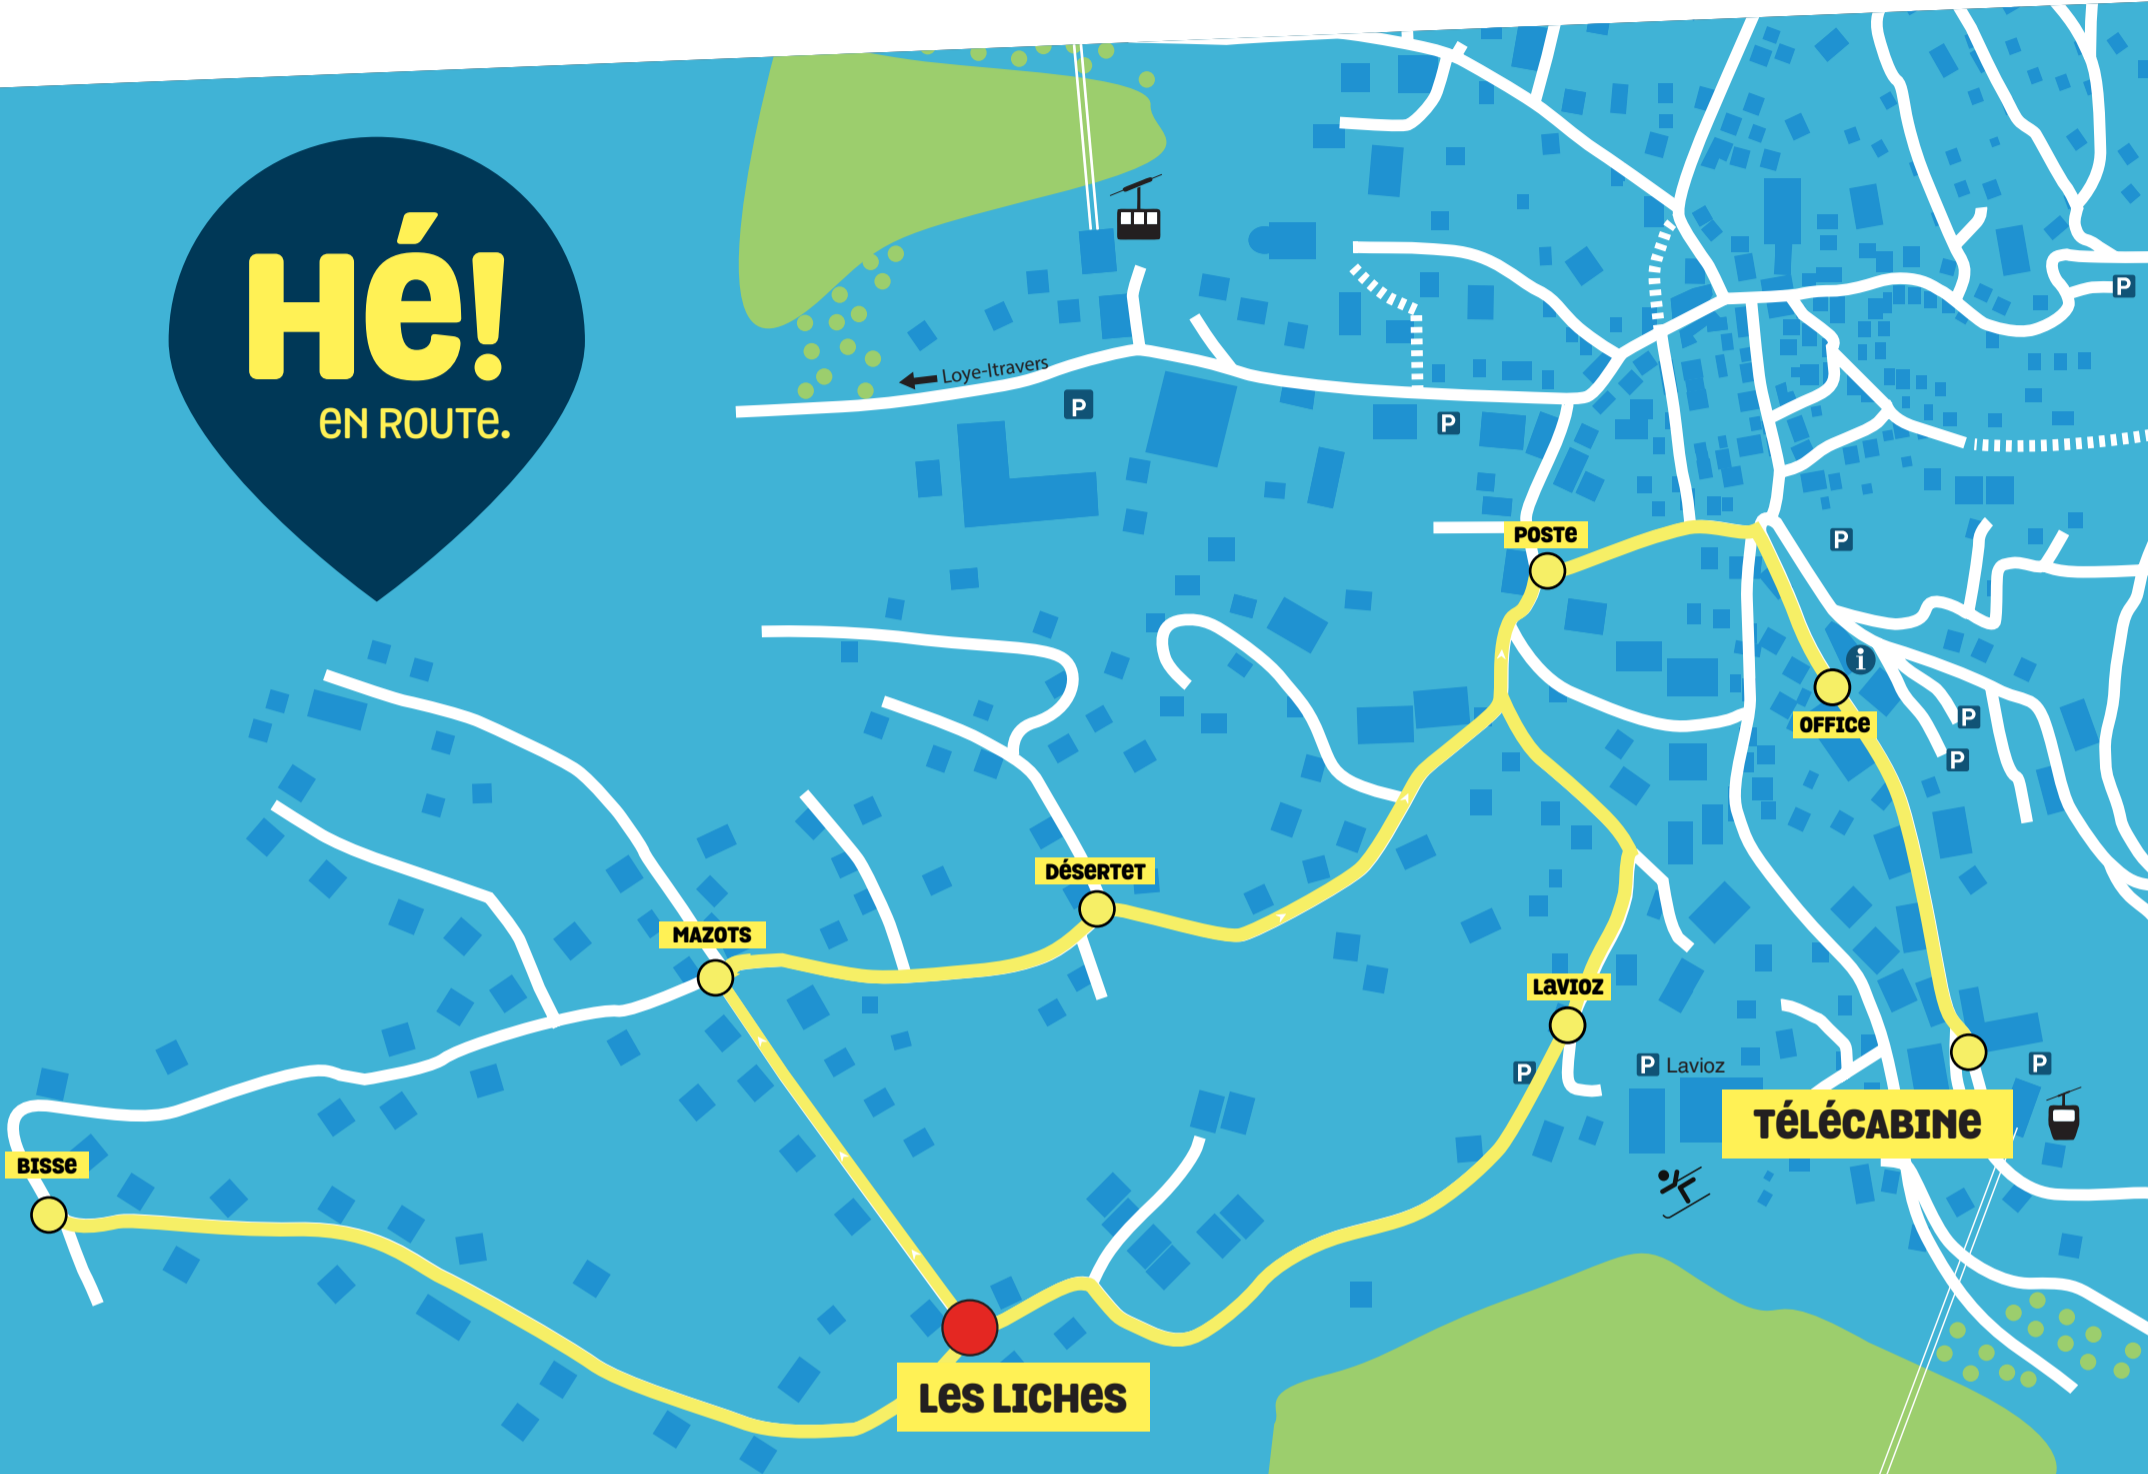 Hé!
en route.
Loye-Itravers
P
P
P
P
POSTE
P
i
OFFICE
P
P
DÉSERTET
MAZOTS
LAVIOZ
P
P Lavioz
P
TÉLÉCABINE
BISSE
LES LICHES